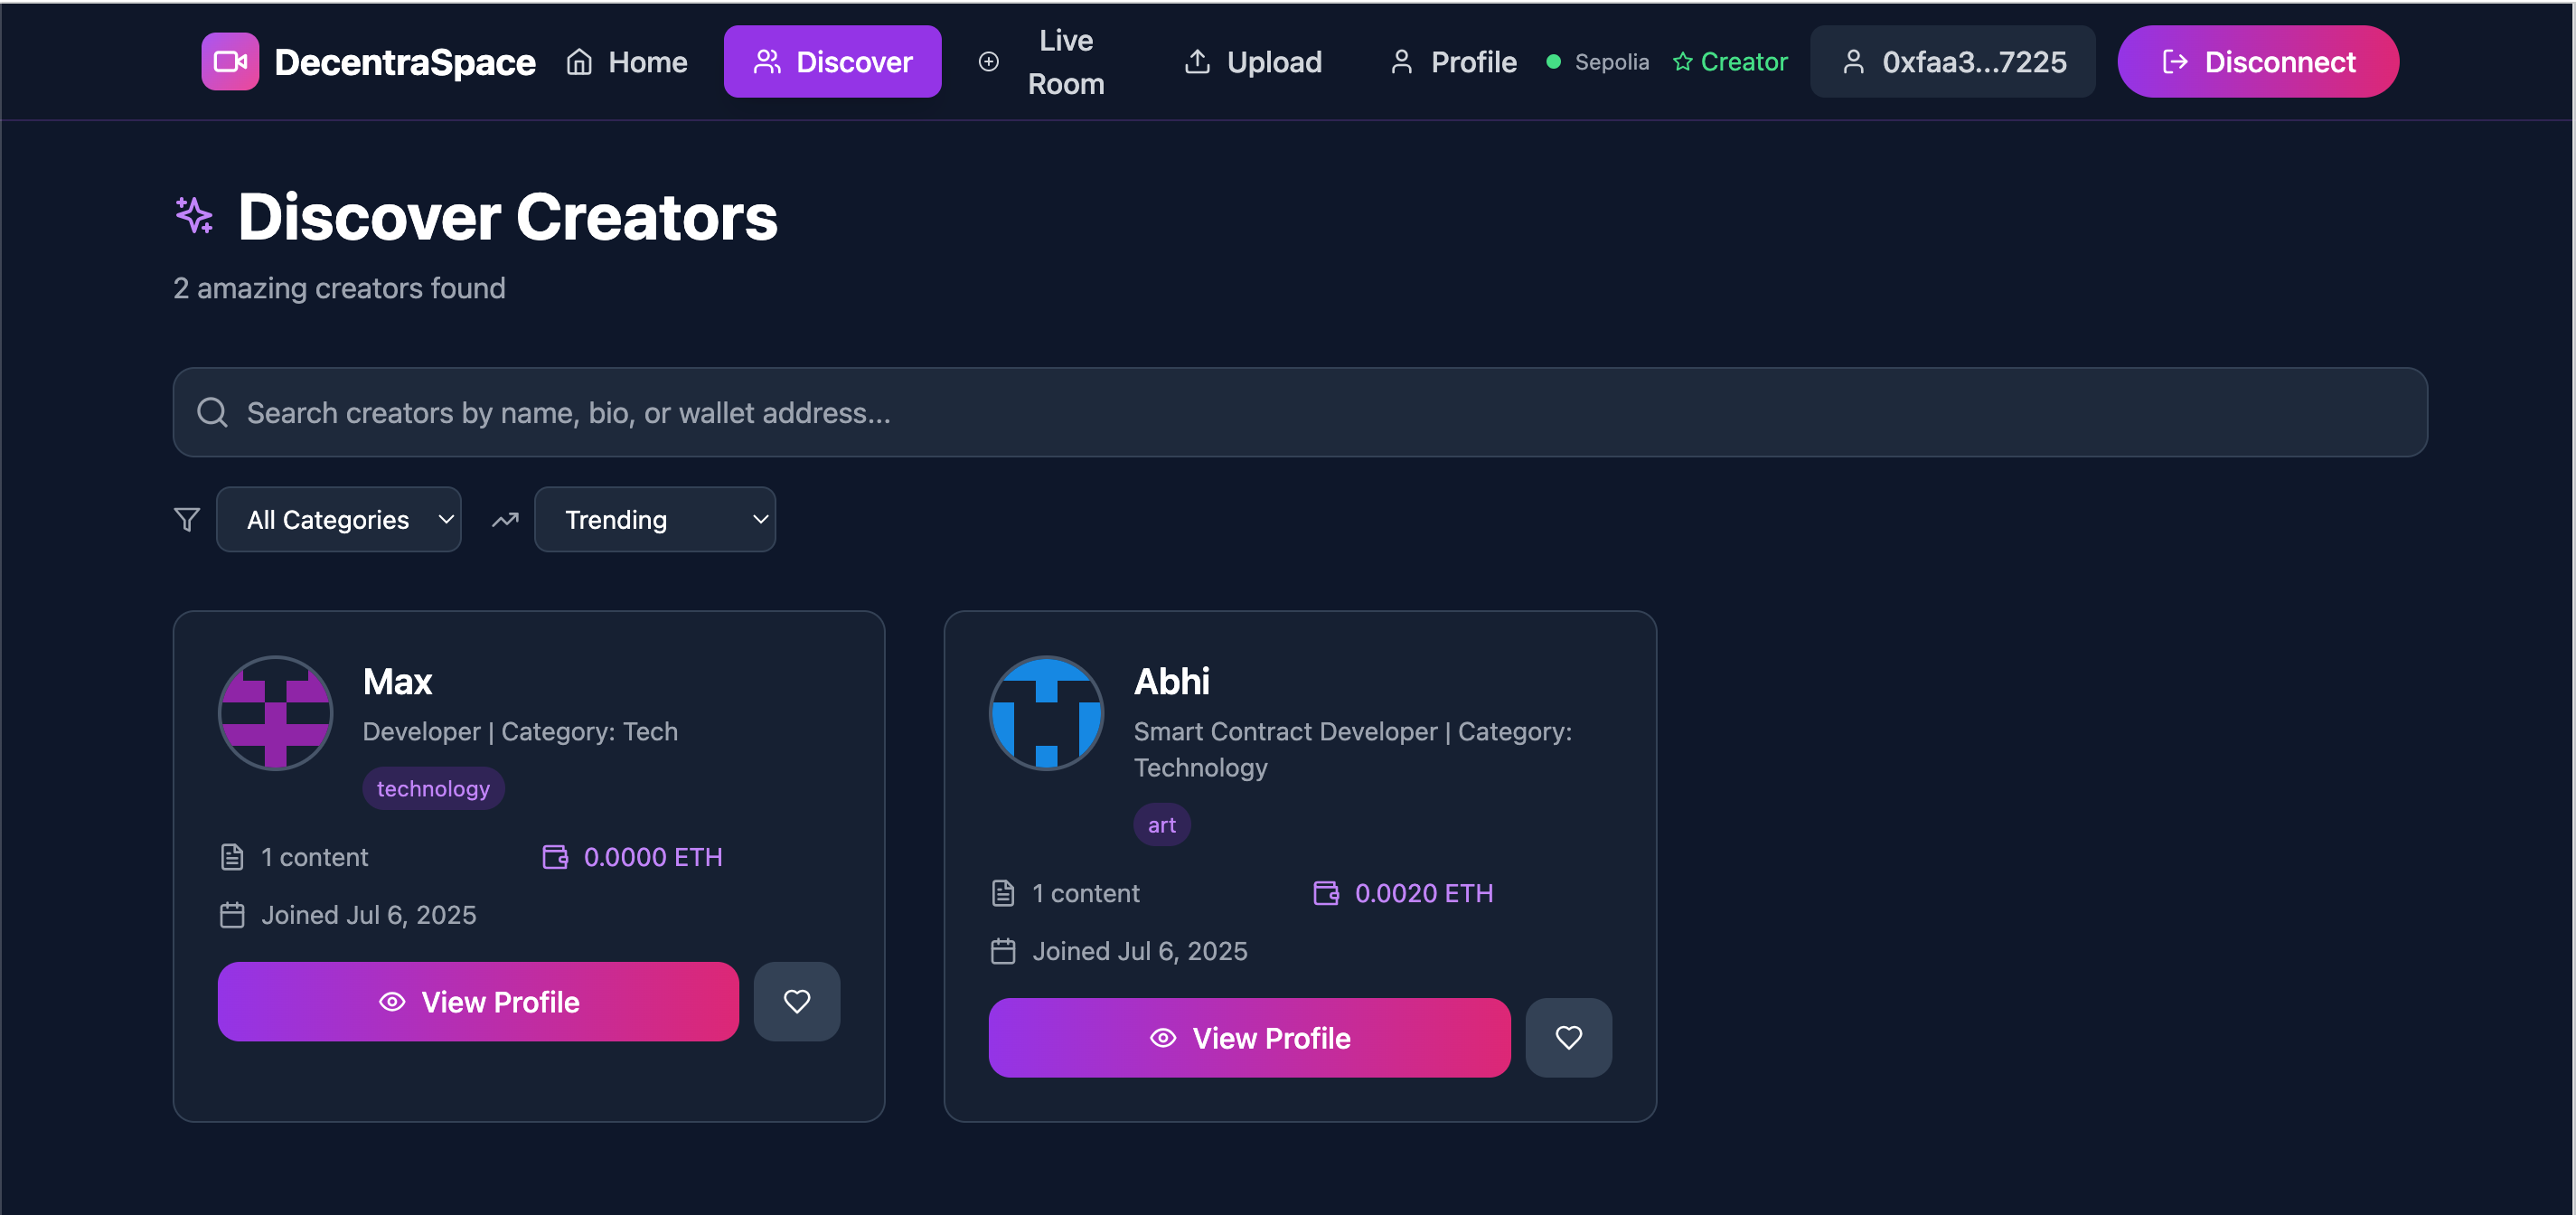 DecentraSpace
Home
Discover
Live
Room
Upload
Profile
Sepolia
Creator
0xfaa3...7225
Disconnect
Discover Creators
2 amazing creators found
Search creators by name, bio, or wallet address...
All Categories
Trending
Max
Developer | Category: Tech
technology
1 content
0.0000 ETH
Joined Jul 6, 2025
View Profile
Abhi
Smart Contract Developer | Category:
Technology
art
1 content
0.0020 ETH
Joined Jul 6, 2025
View Profile